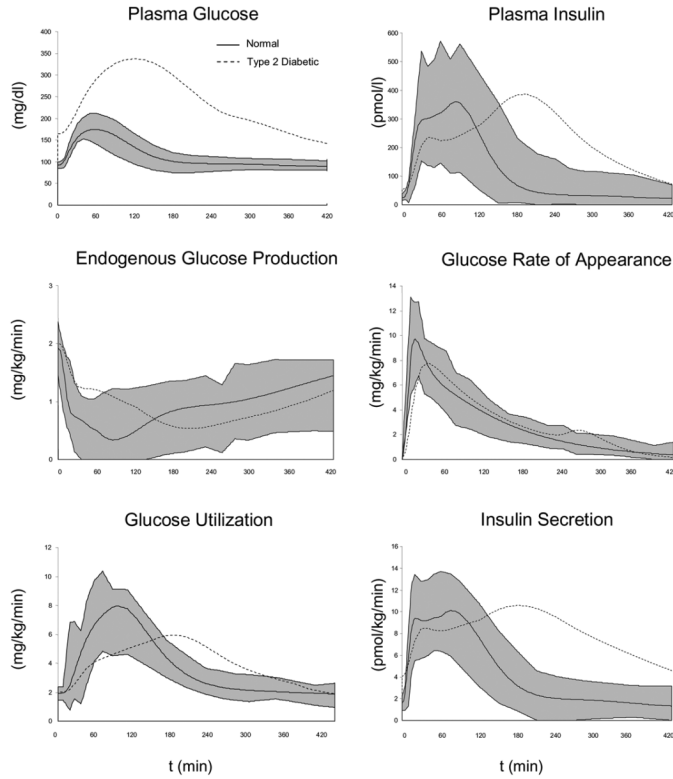 Plasma Glucose
(mg/dl)
400
350
300
250
200
150
100
50
0
0 60 120 180 240 300 360 420
Normal
Type 2 Diabetic
Plasma Insulin
(pmol/l)
600
500
400
300
200
100
0
0 60 120 180 240 300 360 420
Endogenous Glucose Production
(mg/kg/min)
3
2
1
0
0 60 120 180 240 300 360 420
Glucose Rate of Appearance
(mg/kg/min)
14
12
10
8
6
4
2
0
0 60 120 180 240 300 360 420
Glucose Utilization
(mg/kg/min)
12
10
8
6
4
2
0
0 60 120 180 240 300 360 420
t (min)
Insulin Secretion
(pmol/kg/min)
16
14
12
10
8
6
4
2
0
0 60 120 180 240 300 360 420
t (min)